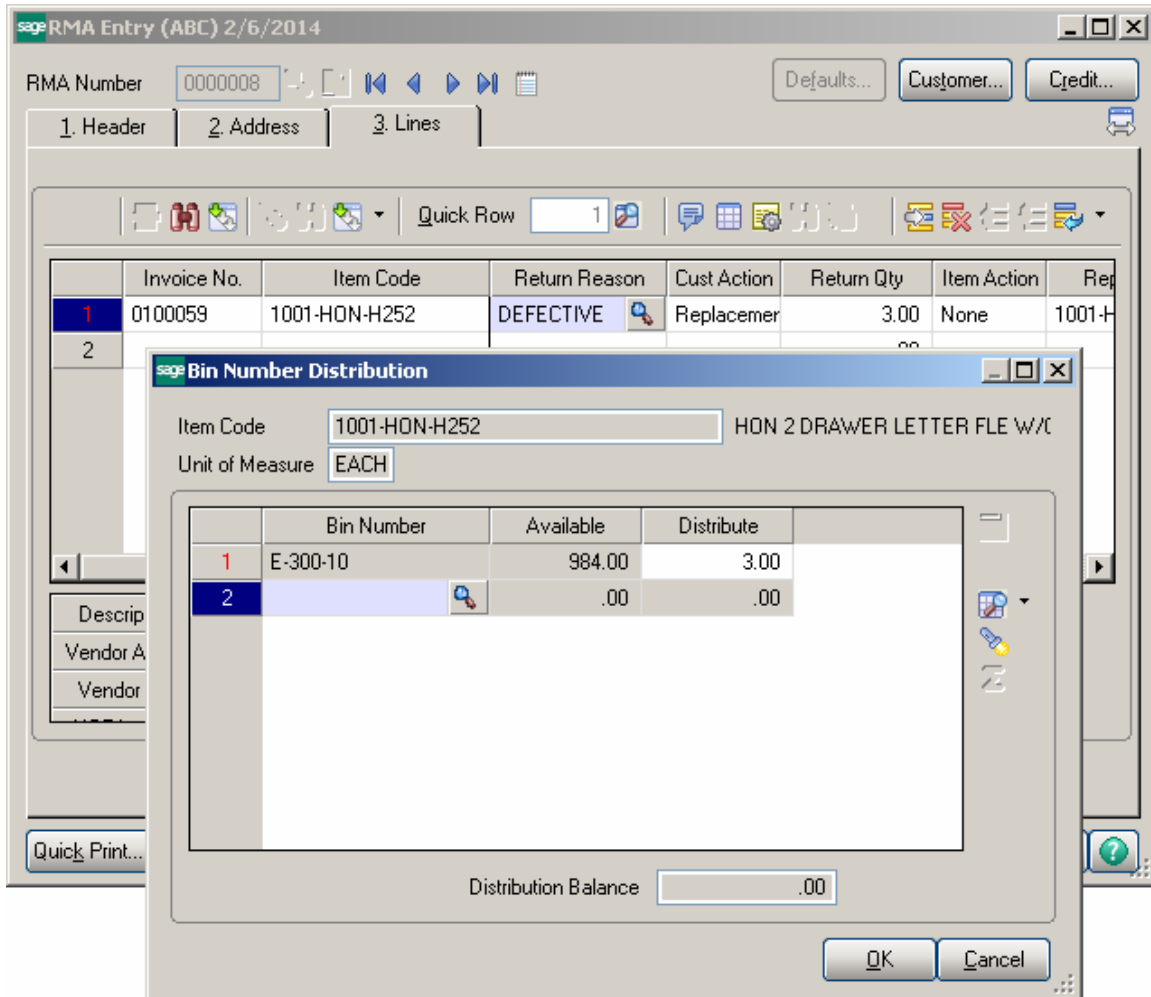 sage RMA Entry (ABC) 2/6/2014
RMA Number 0000008 Defaults... Customer... Credit...
1. Header 2. Address 3. Lines
Quick Row 1
Invoice No. Item Code Return Reason Cust Action Return Qty Item Action Rep
1 0100059 1001-HON-H252 DEFECTIVE Replacemer 3.00 None 1001-H
2
sage Bin Number Distribution
Item Code 1001-HON-H252 HON 2 DRAWER LETTER FLE W/
Unit of Measure EACH
Bin Number Available Distribute
1 E-300-10 984.00 3.00
2 .00 .00
Descrip
Vendor A
Vendor
Quick Print...
Distribution Balance .00
OK Cancel